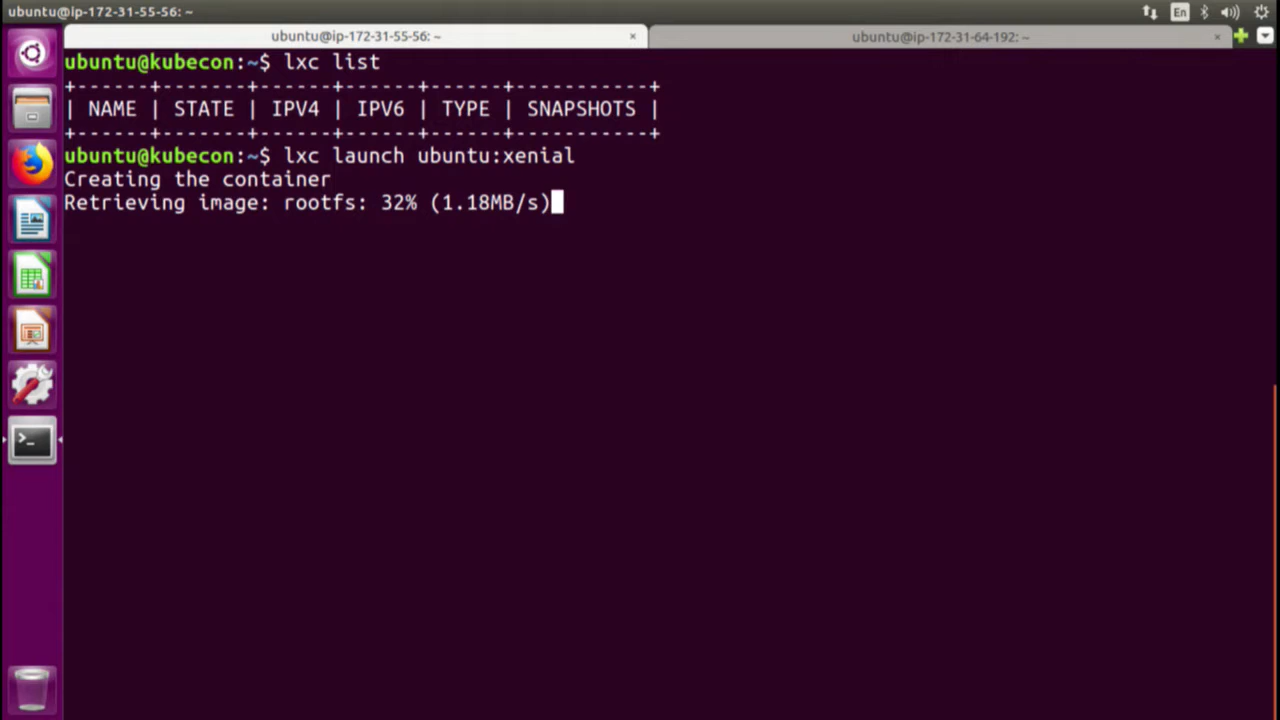 ubuntu@ip-172-31-55-56: ~
En
ubuntu@ip-172-31-55-56: ~ ×
ubuntu@ip-172-31-64-192: ~ ×
ubuntu@kubecon:~$ lxc list
+------+-------+------+------+------+-----------+
| NAME | STATE | IPV4 | IPV6 | TYPE | SNAPSHOTS |
+------+-------+------+------+------+-----------+
ubuntu@kubecon:~$ lxc launch ubuntu:xenial
Creating the container
Retrieving image: rootfs: 32% (1.18MB/s)
>_